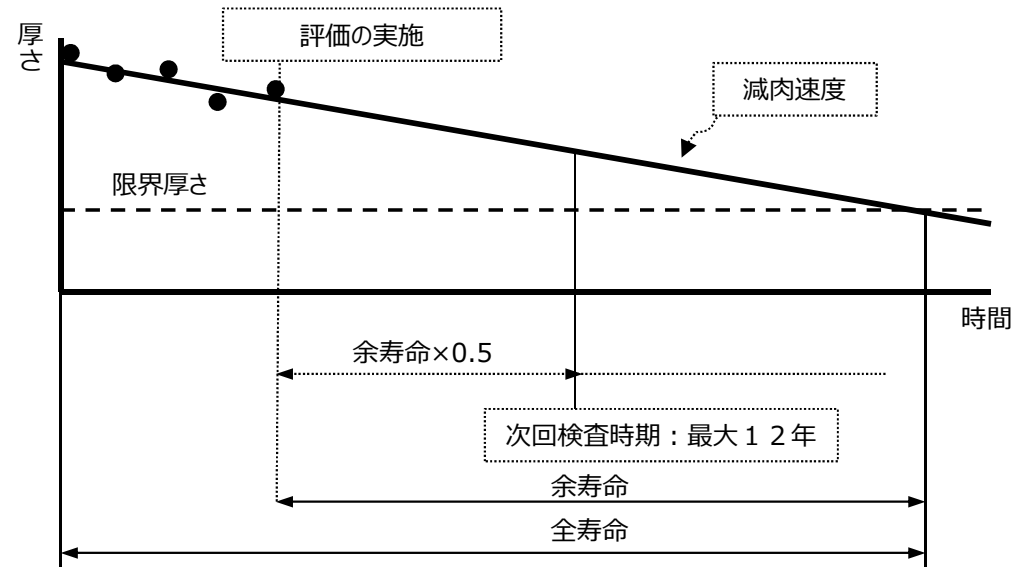 厚さ
評価の実施
減肉速度
限界厚さ
時間
余寿命×0.5
次回検査時期：最大１２年
余寿命
全寿命